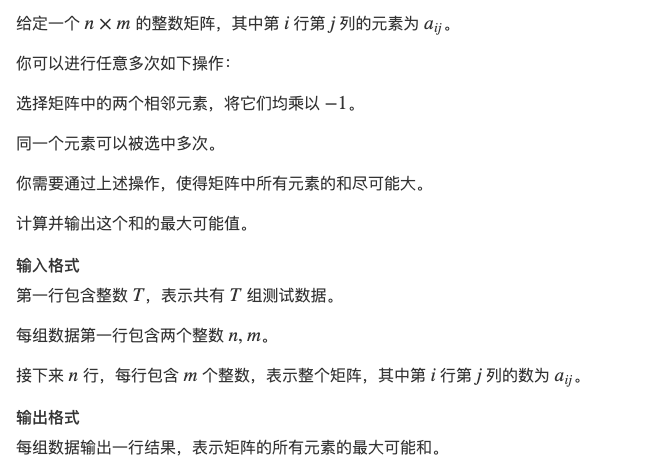 给定一个 n × m 的整数矩阵，其中第 i 行第 j 列的元素为 a_{ij}。
你可以进行任意多次如下操作：
选择矩阵中的两个相邻元素，将它们均乘以 −1。
同一个元素可以被选中多次。
你需要通过上述操作，使得矩阵中所有元素的和尽可能大。
计算并输出这个和的最大可能值。
输入格式
第一行包含整数 T，表示共有 T 组测试数据。
每组数据第一行包含两个整数 n, m。
接下来 n 行，每行包含 m 个整数，表示整个矩阵，其中第 i 行第 j 列的数为 a_{ij}。
输出格式
每组数据输出一行结果，表示矩阵的所有元素的最大可能和。